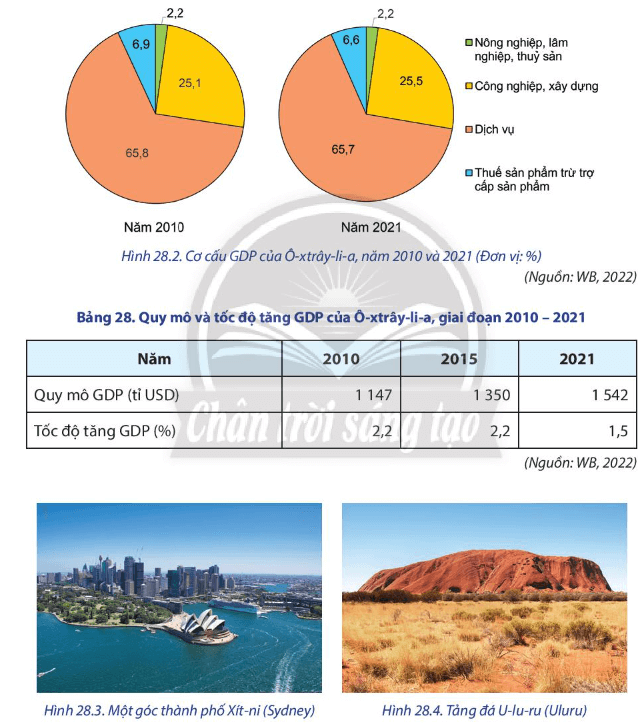 2,2
6,9
25,1
65,8
Năm 2010
2,2
6,6
25,5
65,7
Năm 2021
Nông nghiệp, lâm
nghiệp, thuỷ sản
Công nghiệp, xây dựng
Dịch vụ
Thuế sản phẩm trừ trợ
cấp sản phẩm
Hình 28.2. Cơ cấu GDP của Ô-xtrây-li-a, năm 2010 và 2021 (Đơn vị: %)
(Nguồn: WB, 2022)
Bảng 28. Quy mô và tốc độ tăng GDP của Ô-xtrây-li-a, giai đoạn 2010 – 2021
Năm 2010 2015 2021
Quy mô GDP (tỉ USD) 1 147 1 350 1 542
Tốc độ tăng GDP (%) 2,2 2,2 1,5
Chân trời sáng tạo
(Nguồn: WB, 2022)
Hình 28.3. Một góc thành phố Xít-ni (Sydney)
Hình 28.4. Tảng đá U-lu-ru (Uluru)